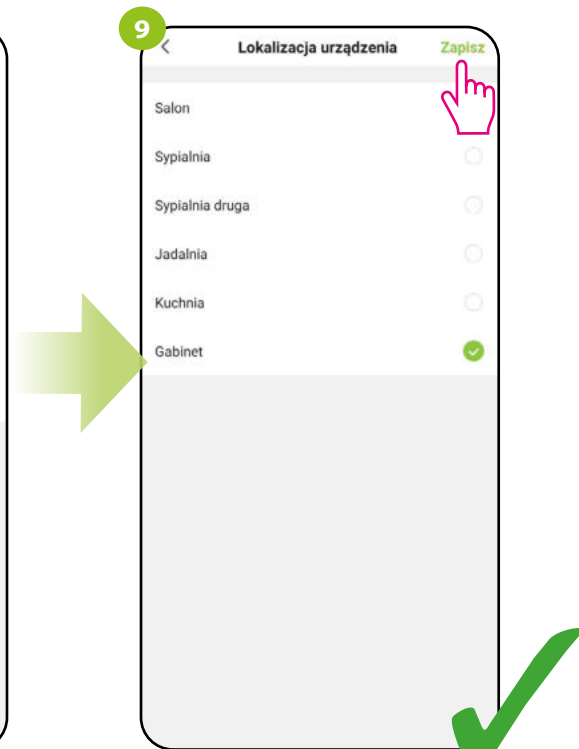 9
Lokalizacja urządzenia Zapisz
Salon
Sypialnia
Sypialnia druga
Jadalnia
Kuchnia
Gabinet